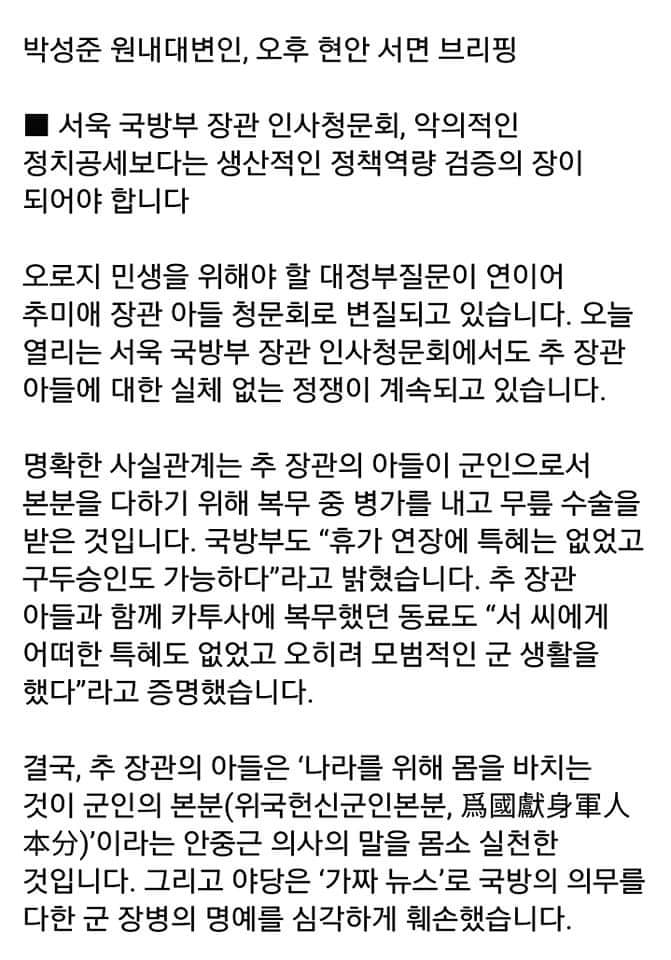 박성준 원내대변인, 오후 현안 서면 브리핑
■ 서욱 국방부 장관 인사청문회, 악의적인
정치공세보다는 생산적인 정책역량 검증의 장이
되어야 합니다
오로지 민생을 위해야 할 대정부질문이 연이어
추미애 장관 아들 청문회로 변질되고 있습니다. 오늘
열리는 서욱 국방부 장관 인사청문회에서도 추 장관
아들에 대한 실체 없는 정쟁이 계속되고 있습니다.
명확한 사실관계는 추 장관의 아들이 군인으로서
본분을 다하기 위해 복무 중 병가를 내고 무릎 수술을
받은 것입니다. 국방부도 “휴가 연장에 특혜는 없었고
구두승인도 가능하다”라고 밝혔습니다. 추 장관
아들과 함께 카투사에 복무했던 동료도 “서 씨에게
어떠한 특혜도 없었고 오히려 모범적인 군 생활을
했다”라고 증명했습니다.
결국, 추 장관의 아들은 ‘나라를 위해 몸을 바치는
것이 군인의 본분(위국헌신군인본분, 爲國獻身軍人
本分)’이라는 안중근 의사의 말을 몸소 실천한
것입니다. 그리고 야당은 ‘가짜 뉴스’로 국방의 의무를
다한 군 장병의 명예를 심각하게 훼손했습니다.